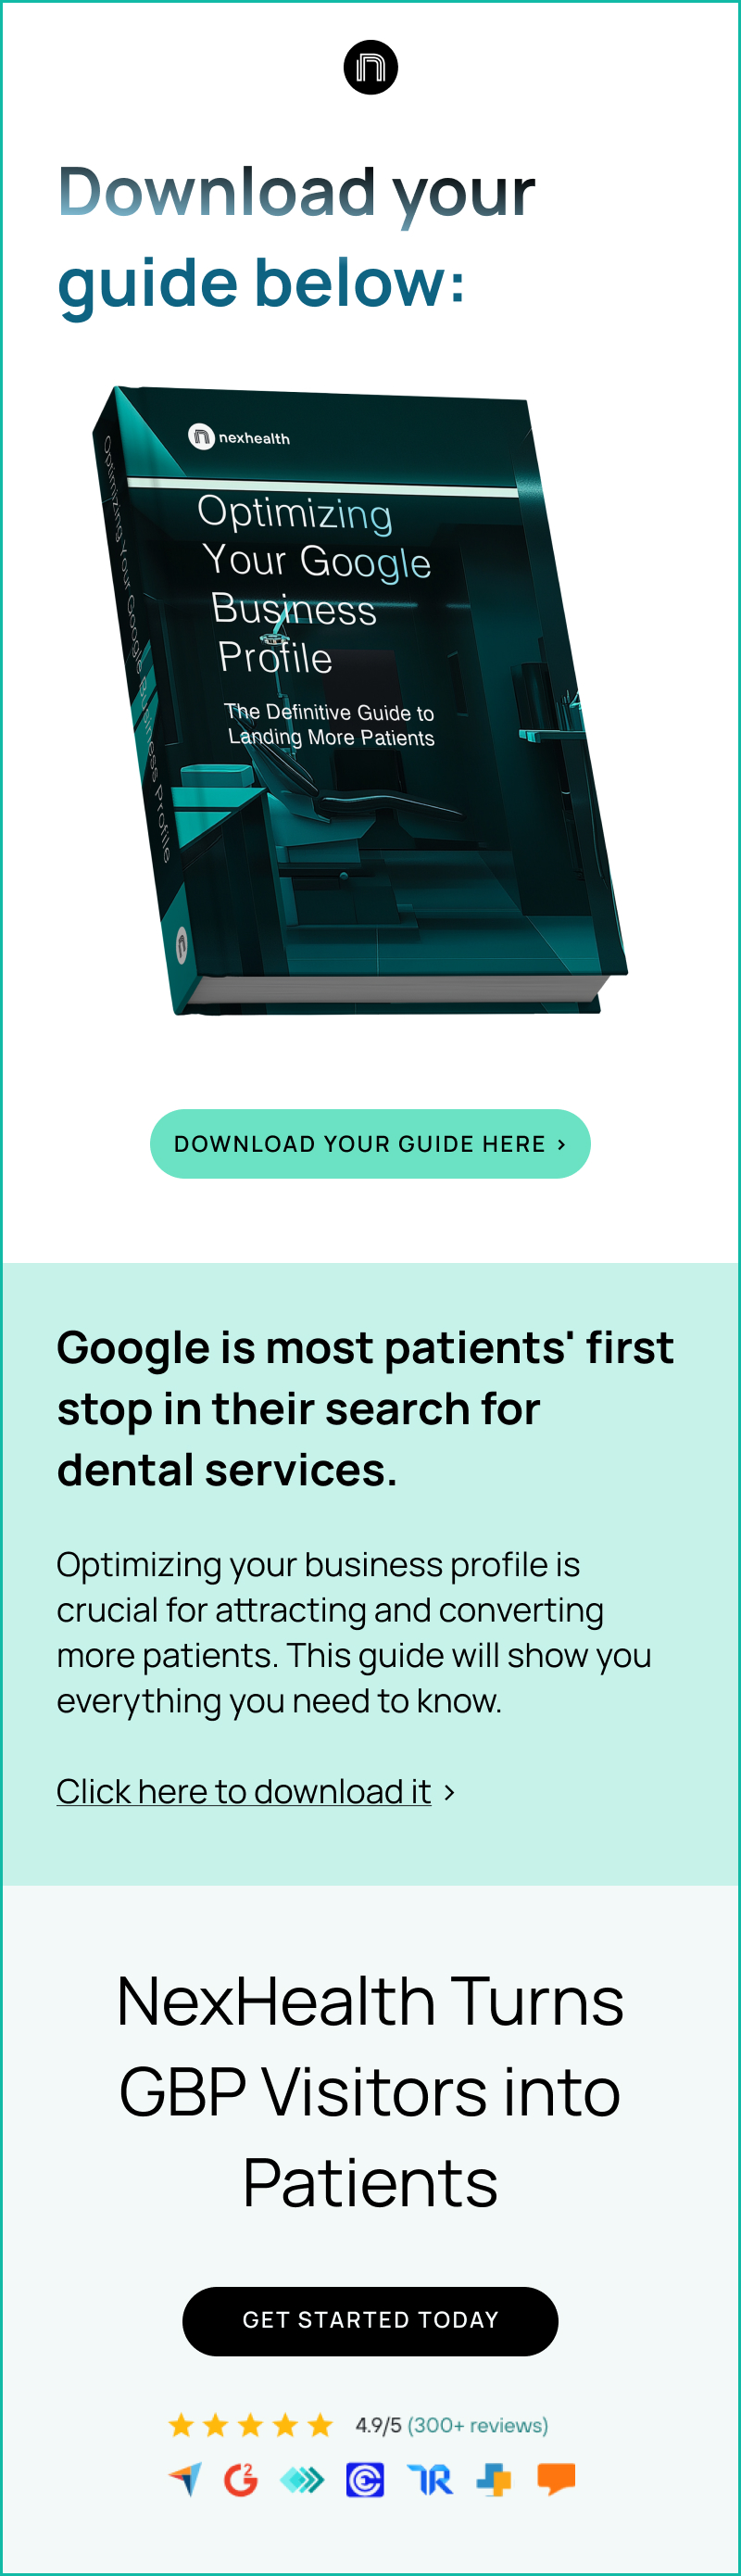 Download your
guide below:
nexhealth
Optimizing
Your Google
Business
Profile
The Definitive Guide to
Landing More Patients
Optimizing Your Google Business Profile
DOWNLOAD YOUR GUIDE HERE ›
Google is most patients' first
stop in their search for
dental services.
Optimizing your business profile is
crucial for attracting and converting
more patients. This guide will show you
everything you need to know.
Click here to download it ›
NexHealth Turns
GBP Visitors into
Patients
GET STARTED TODAY
4.9/5 (300+ reviews)
G2